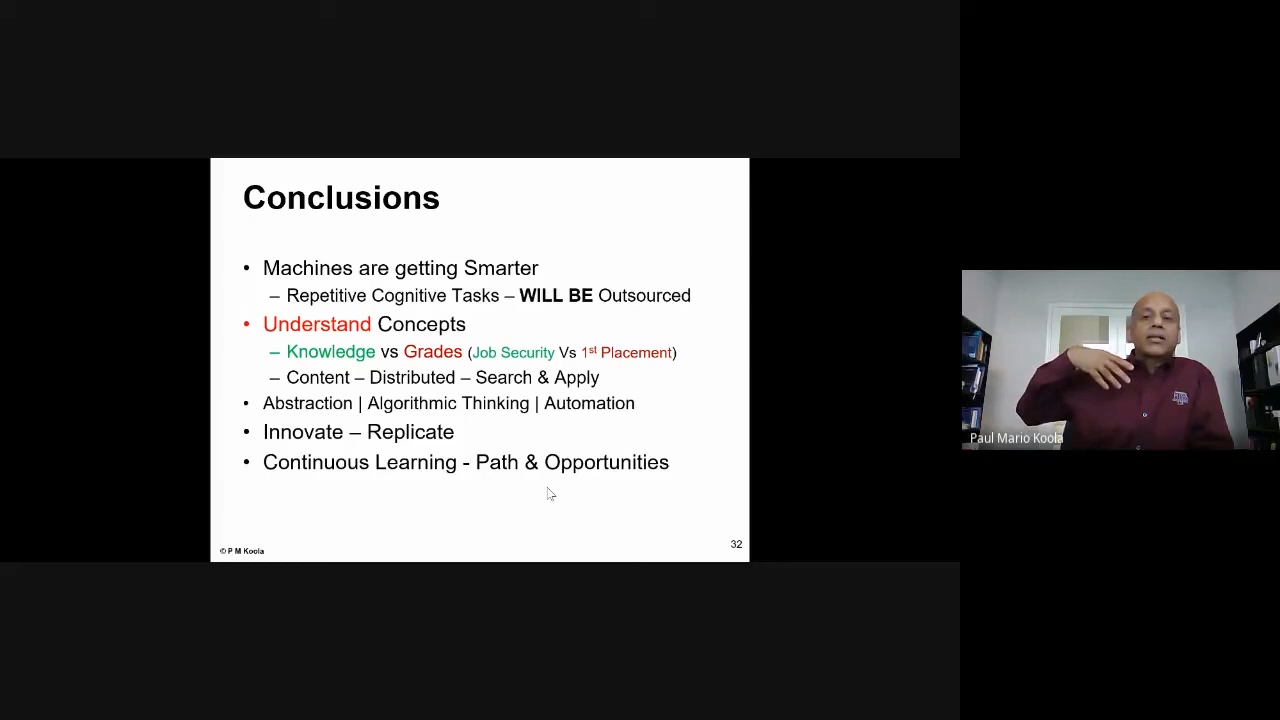 Conclusions
• Machines are getting Smarter
– Repetitive Cognitive Tasks – WILL BE Outsourced
• Understand Concepts
– Knowledge vs Grades (Job Security Vs 1st Placement)
– Content – Distributed – Search & Apply
• Abstraction | Algorithmic Thinking | Automation
• Innovate – Replicate
• Continuous Learning - Path & Opportunities
© P M Koola
32
Paul Mario Koola